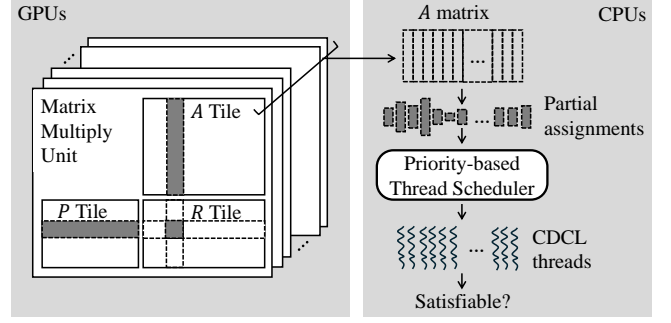 GPUs
Matrix
Multiply
Unit
A Tile
P Tile
R Tile
...
...
CPUs
A matrix
...
...
Partial
assignments
Priority-based
Thread Scheduler
...
CDCL
threads
Satisfiable?